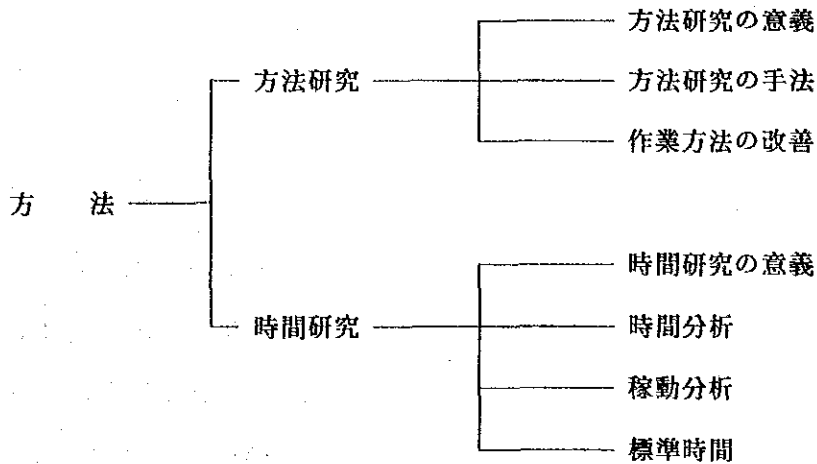 方法研究の意義
方法研究
方法研究の手法
作業方法の改善
方 法
時間研究の意義
時間研究
時間分析
稼動分析
標準時間